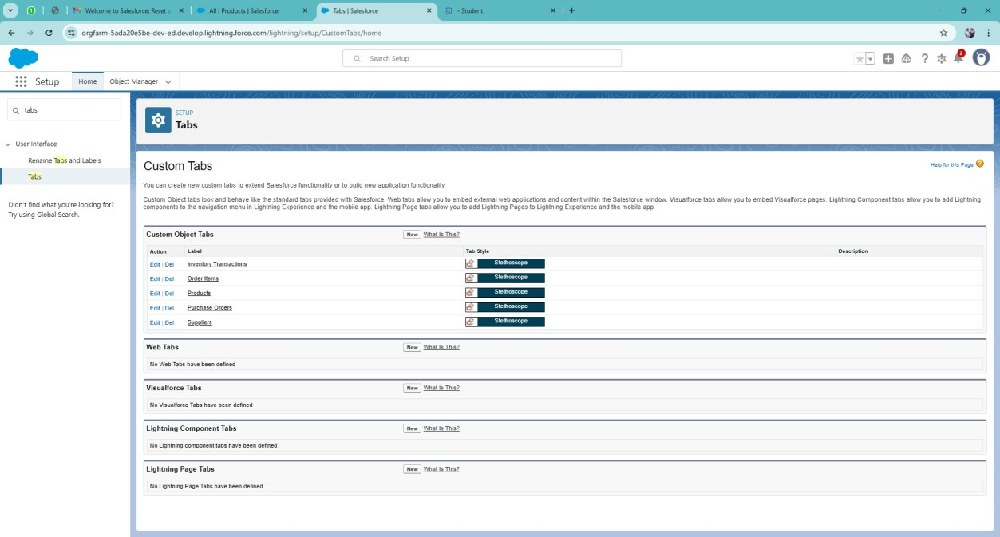 Welcome to Salesforce: Reset y
All | Products | Salesforce
Tabs | Salesforce
- Student
orgfarm-5ada20e5be-dev-ed.develop.lightning.force.com/lightning/setup/CustomTabs/home
Search Setup
2
Setup
Home
Object Manager
tabs
User Interface
Rename Tabs and Labels
Tabs
Didn't find what you're looking for?
Try using Global Search.
SETUP
Tabs
Custom Tabs
Help for this Page
You can create new custom tabs to extend Salesforce functionality or to build new application functionality.
Custom Object tabs look and behave like the standard tabs provided with Salesforce. Web tabs allow you to embed external web applications and content within the Salesforce window. Visualforce tabs allow you to embed Visualforce pages. Lightning Component tabs allow you to add Lightning
components to the navigation menu in Lightning Experience and the mobile app. Lightning Page tabs allow you to add Lightning Pages to Lightning Experience and the mobile app.
Custom Object Tabs New What Is This?
Action Label Tab Style Description
Edit | Del Inventory Transactions Stethoscope
Edit | Del Order Items Stethoscope
Edit | Del Products Stethoscope
Edit | Del Purchase Orders Stethoscope
Edit | Del Suppliers Stethoscope
Web Tabs New What Is This?
No Web Tabs have been defined
Visualforce Tabs New What Is This?
No Visualforce Tabs have been defined
Lightning Component Tabs New What Is This?
No Lightning component tabs have been defined
Lightning Page Tabs New What Is This?
No Lightning Page Tabs have been defined